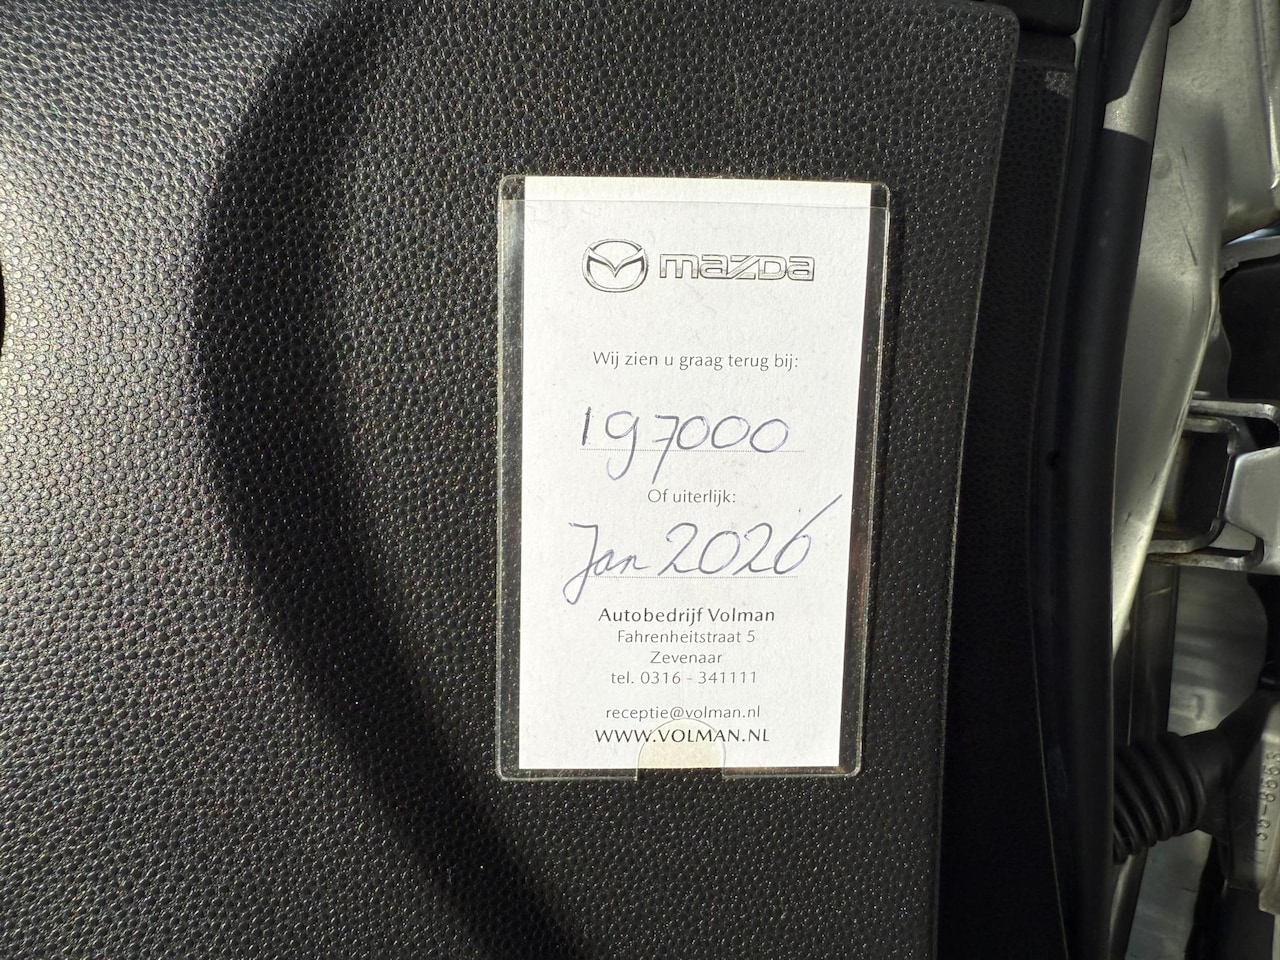 mazda
Wij zien u graag terug bij:
197000
Of uiterlijk:
Jan 2026
Autobedrijf Volman
Fahrenheitstraat 5
Zevenaar
tel. 0316 - 341111
receptie@volman.nl
WWW.VOLMAN.NL